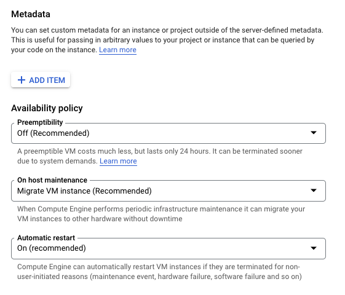 Metadata
You can set custom metadata for an instance or project outside of the server-defined metadata.
This is useful for passing in arbitrary values to your project or instance that can be queried by
your code on the instance. Learn more
+ ADD ITEM
Availability policy
Preemptibility
Off (Recommended)
A preemptible VM costs much less, but lasts only 24 hours. It can be terminated sooner
due to system demands. Learn more
On host maintenance
Migrate VM instance (Recommended)
When Compute Engine performs periodic infrastructure maintenance it can migrate your
VM instances to other hardware without downtime
Automatic restart
On (recommended)
Compute Engine can automatically restart VM instances if they are terminated for non-
user-initiated reasons (maintenance event, hardware failure, software failure and so on)